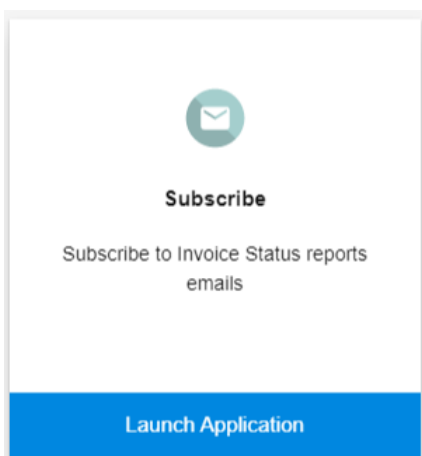 Subscribe
Subscribe to Invoice Status reports
emails
Launch Application